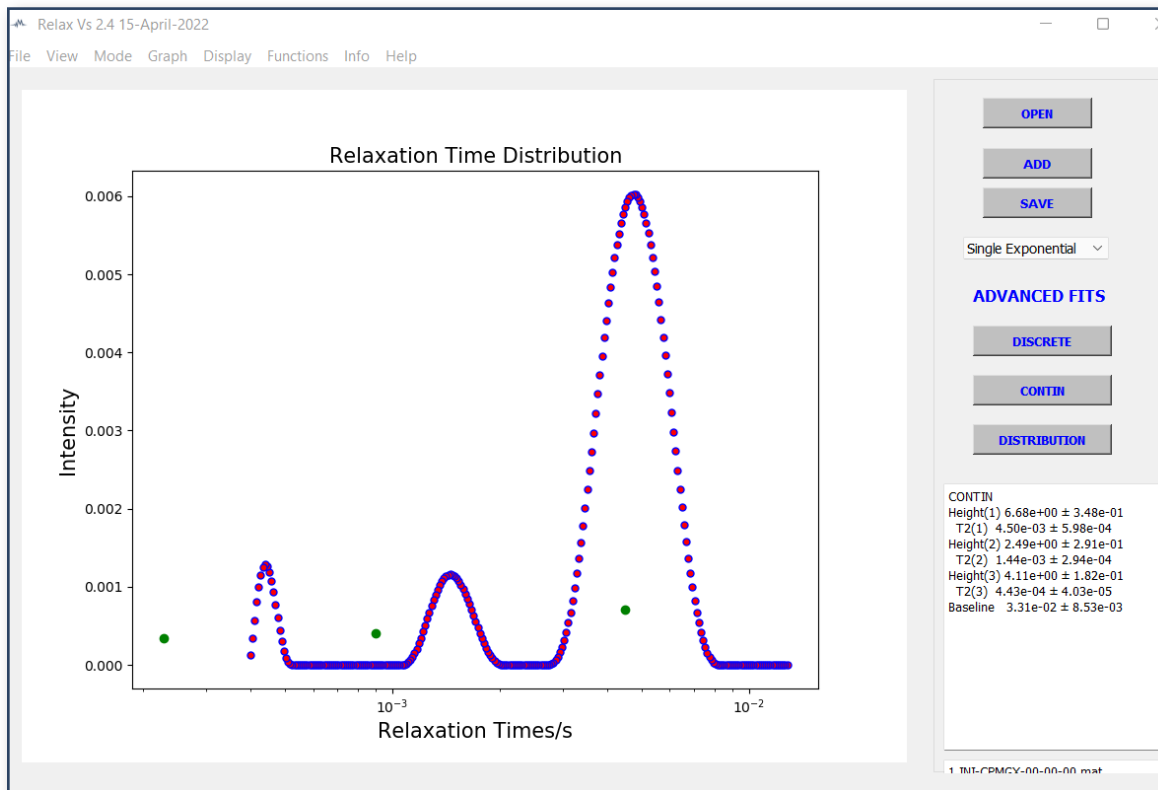 Relax Vs 2.4 15-April-2022
File View Mode Graph Display Functions Info Help
Relaxation Time Distribution
0.006
0.005
0.004
0.003
0.002
0.001
0.000
Intensity
10⁻³ 10⁻²
Relaxation Times/s
OPEN
ADD
SAVE
Single Exponential
ADVANCED FITS
DISCRETE
CONTIN
DISTRIBUTION
CONTIN
Height(1) 6.68e+00 ± 3.48e-01
T2(1) 4.50e-03 ± 5.98e-04
Height(2) 2.49e+00 ± 2.91e-01
T2(2) 1.44e-03 ± 2.94e-04
Height(3) 4.11e+00 ± 1.82e-01
T2(3) 4.43e-04 ± 4.03e-05
Baseline 3.31e-02 ± 8.53e-03